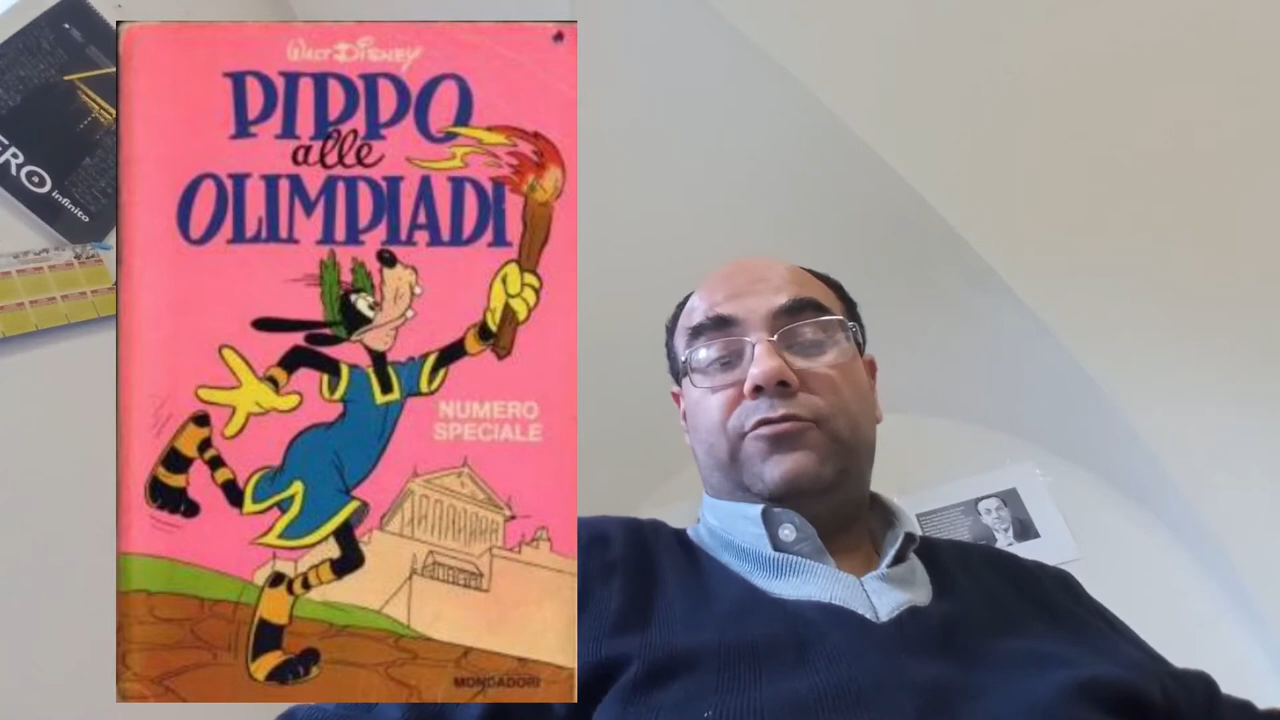 WALT DISNEY
PIPPO
alle
OLIMPIADI
NUMERO
SPECIALE
MONDADORI
ERO
a
infinito